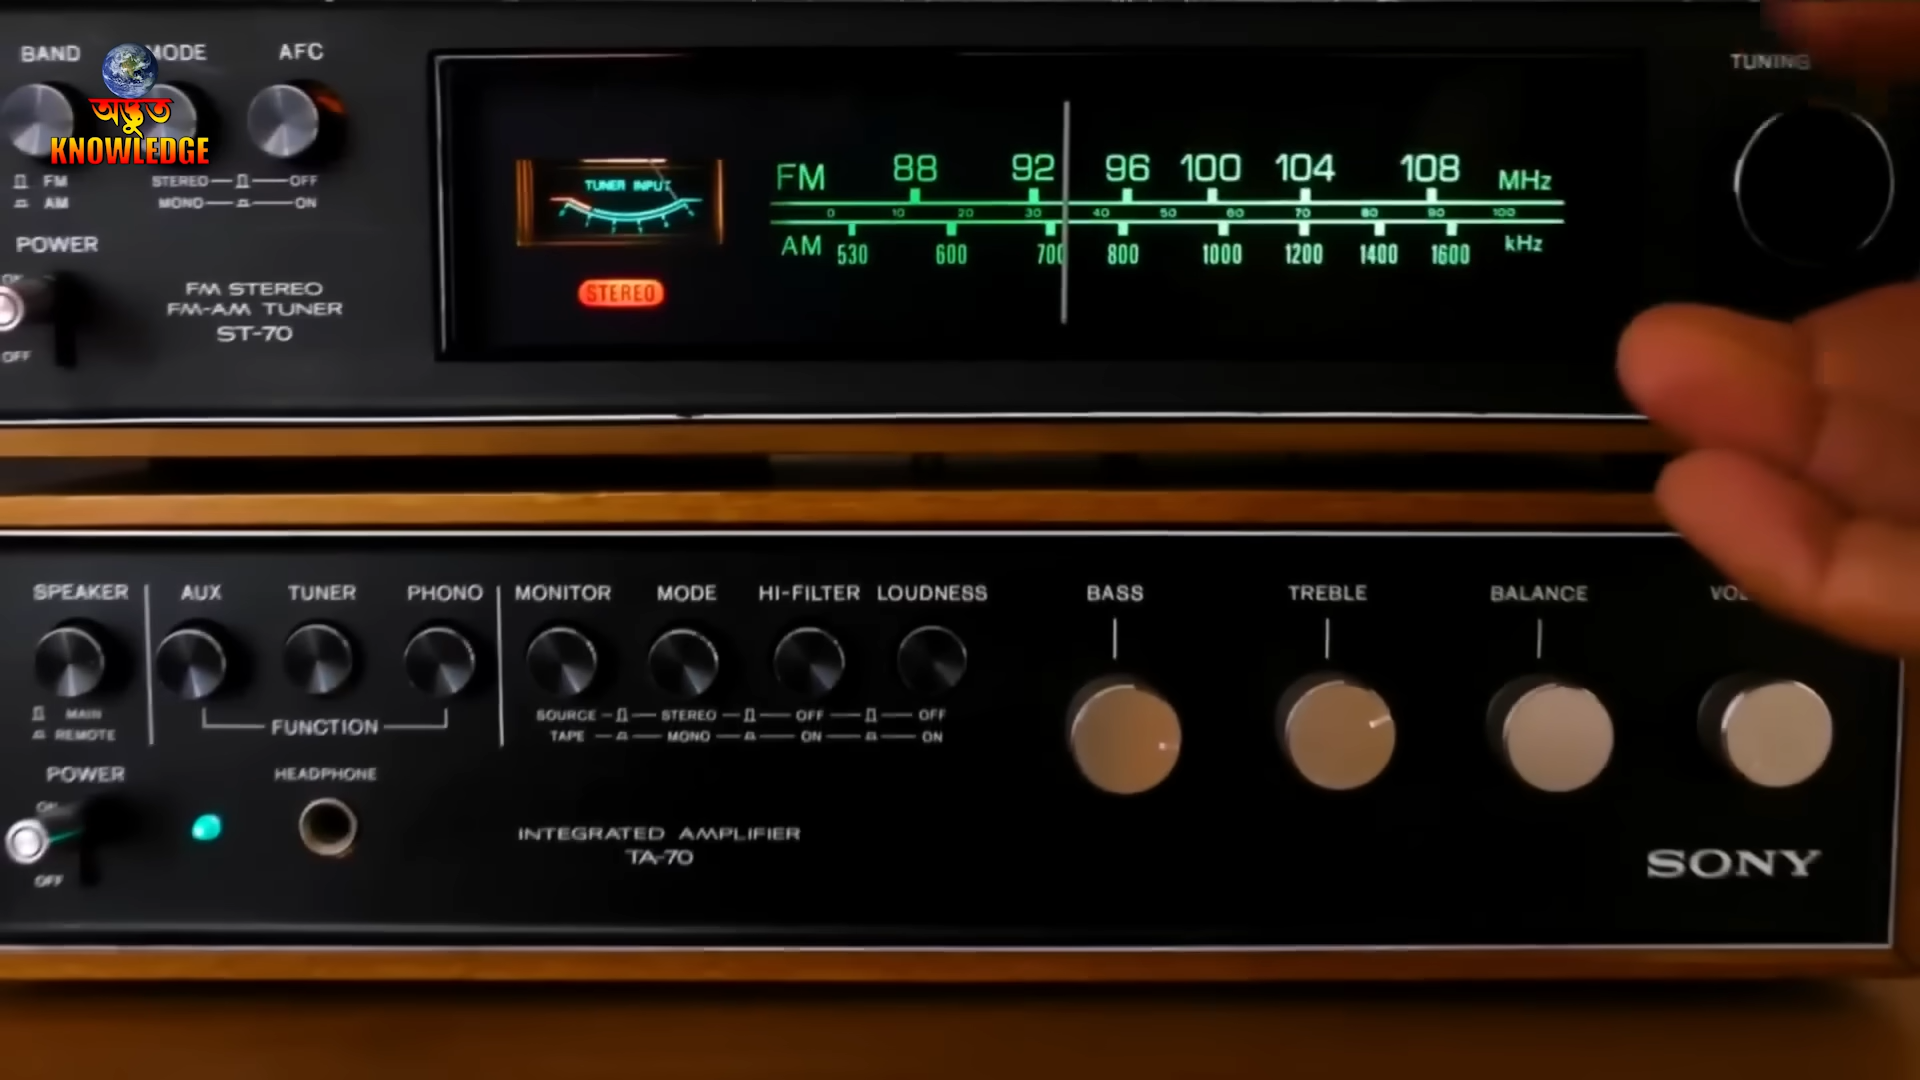 BAND MODE AFC
TUNING
অদ্ভুত
KNOWLEDGE
FM STEREO OFF
AM MONO ON
POWER
ON
OFF
FM STEREO
FM-AM TUNER
ST-70
TUNER INPUT
STEREO
FM 88 92 96 100 104 108 MHz
0 10 20 30 40 50 60 70 80 90 100
AM 530 600 700 800 1000 1200 1400 1600 kHz
SPEAKER AUX TUNER PHONO MONITOR MODE HI-FILTER LOUDNESS BASS TREBLE BALANCE
MAIN
REMOTE
FUNCTION
SOURCE STEREO OFF OFF
TAPE MONO ON ON
POWER
ON
OFF
HEADPHONE
INTEGRATED AMPLIFIER
TA-70
SONY